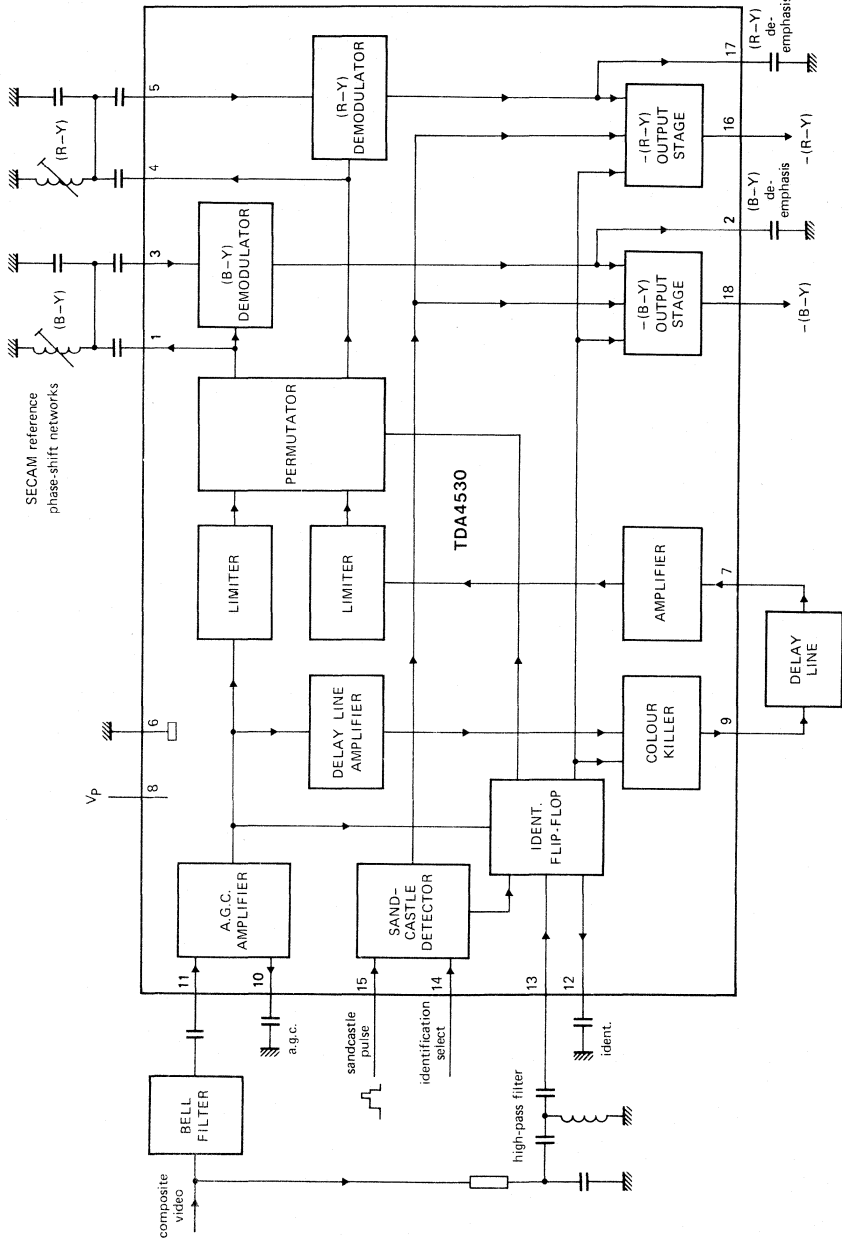 SECAM reference
phase-shift networks
(B–Y)
(R–Y)
1
3
4
5
V_P
8
6
composite
video
BELL
FILTER
11
10
a.g.c.
A.G.C.
AMPLIFIER
LIMITER
LIMITER
PERMUTATOR
(B–Y)
DEMODULATOR
(R–Y)
DEMODULATOR
sandcastle
pulse
15
identification
select
14
SAND–
CASTLE
DETECTOR
DELAY LINE
AMPLIFIER
TDA4530
high-pass filter
13
12
ident.
IDENT.
FLIP-FLOP
COLOUR
KILLER
AMPLIFIER
–(B–Y)
OUTPUT
STAGE
–(R–Y)
OUTPUT
STAGE
9
7
DELAY
LINE
18
–(B–Y)
2
(B–Y)
de-
emphasis
16
–(R–Y)
17
(R–Y)
de-
emphasis